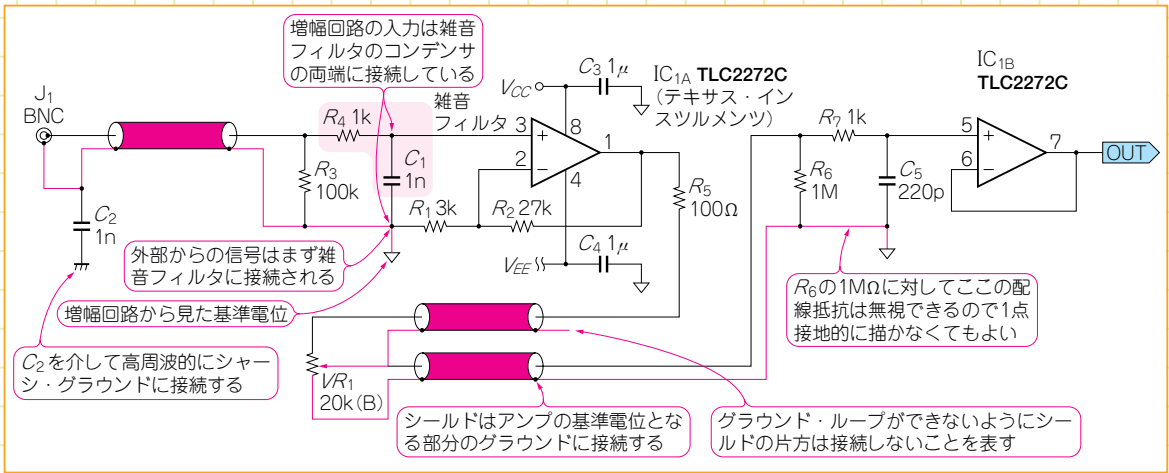 増幅回路の入力は雑音
フィルタのコンデンサ
の両端に接続している
J1
BNC
R4 1k
雑音
フィルタ
VCC
C3 1μ
IC1A TLC2272C
(テキサス・イン
スツルメンツ)
IC1B
TLC2272C
3
+
8
2
−
1
4
C1
1n
R3
100k
R1 3k
R2 27k
R5
100Ω
R7 1k
R6
1M
C5
220p
5
+
6
−
7
OUT
C2
1n
VEE
C4 1μ
外部からの信号はまず雑
音フィルタに接続される
増幅回路から見た基準電位
C2を介して高周波的にシャー
シ・グラウンドに接続する
VR1
20k(B)
シールドはアンプの基準電位とな
る部分のグラウンドに接続する
グラウンド・ループができないようにシー
ルドの片方は接続しないことを表す
R6の1MΩに対してここの配
線抵抗は無視できるので1点
接地的に描かなくてもよい